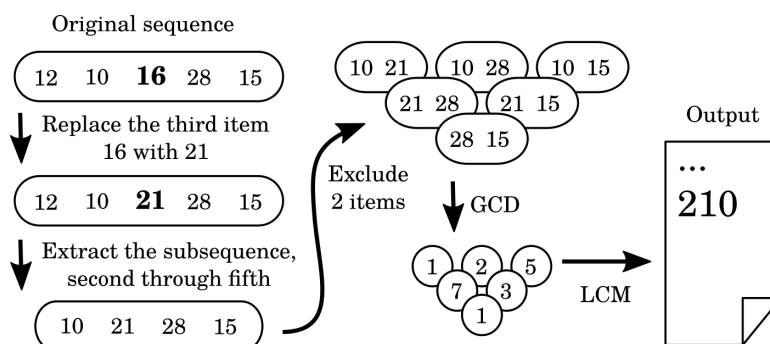 Original sequence
12 10 16 28 15
Replace the third item
16 with 21
12 10 21 28 15
Extract the subsequence,
second through fifth
10 21 28 15
Exclude
2 items
10 21 10 28 10 15
21 28 21 15
28 15
GCD
1 2 5
7 3
1
LCM
Output
...
210